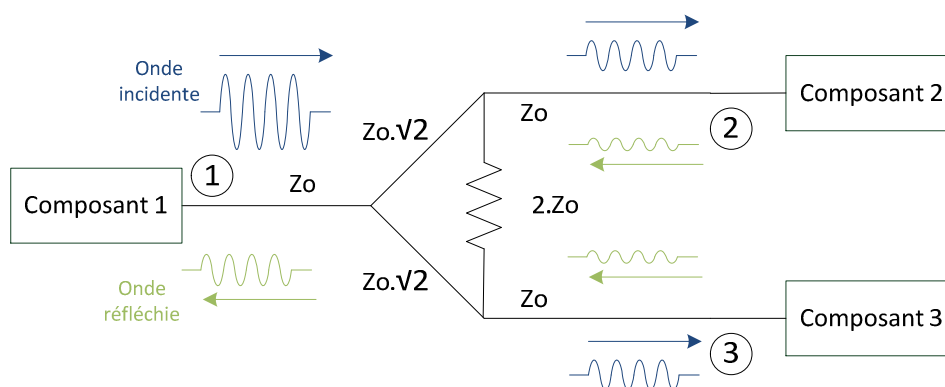 Onde
incidente
Zo.√2
Zo
2
Composant 2
1
Zo
Composant 1
2.Zo
Zo.√2
Zo
Onde
réfléchie
3
Composant 3